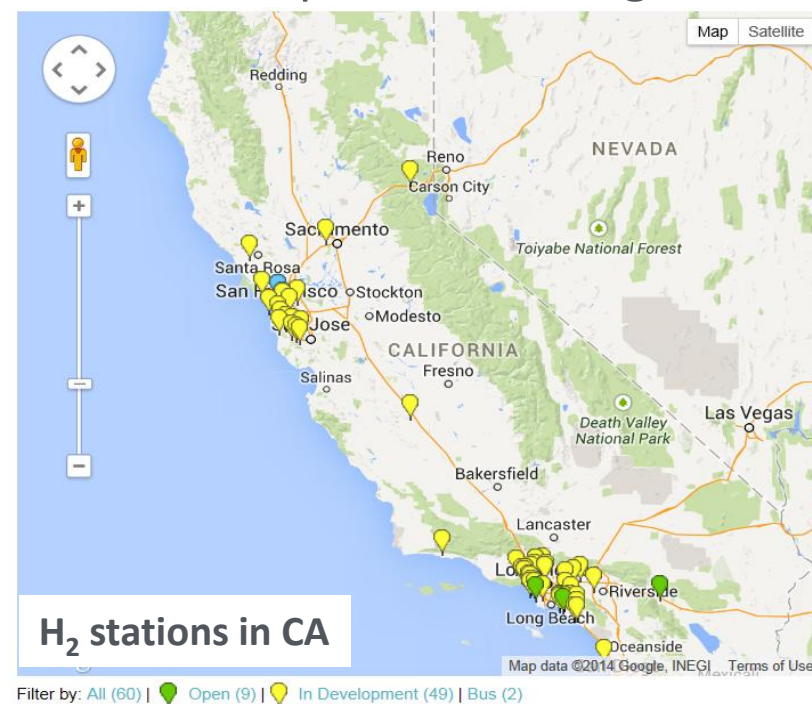 Map Satellite
Redding
NEVADA
Reno
Carson City
Sacramento
Toiyabe National Forest
Santa Rosa
San Francisco Stockton
Modesto
Jose
CALIFORNIA
Fresno
Salinas
Las Vegas
Death Valley
National Park
Bakersfield
Lancaster
Riverside
Long Beach
Oceanside
H₂ stations in CA
Map data ©2014 Google, INEGI Terms of Use
Filter by: All (60) | Open (9) | In Development (49) | Bus (2)